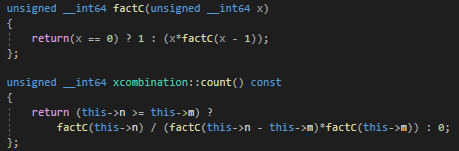 unsigned __int64 factC(unsigned __int64 x)
{
return(x == 0) ? 1 : (x*factC(x - 1));
};
unsigned __int64 xcombination::count() const
{
return (this->n >= this->m) ?
factC(this->n) / (factC(this->n - this->m)*factC(this->m)) : 0;
};